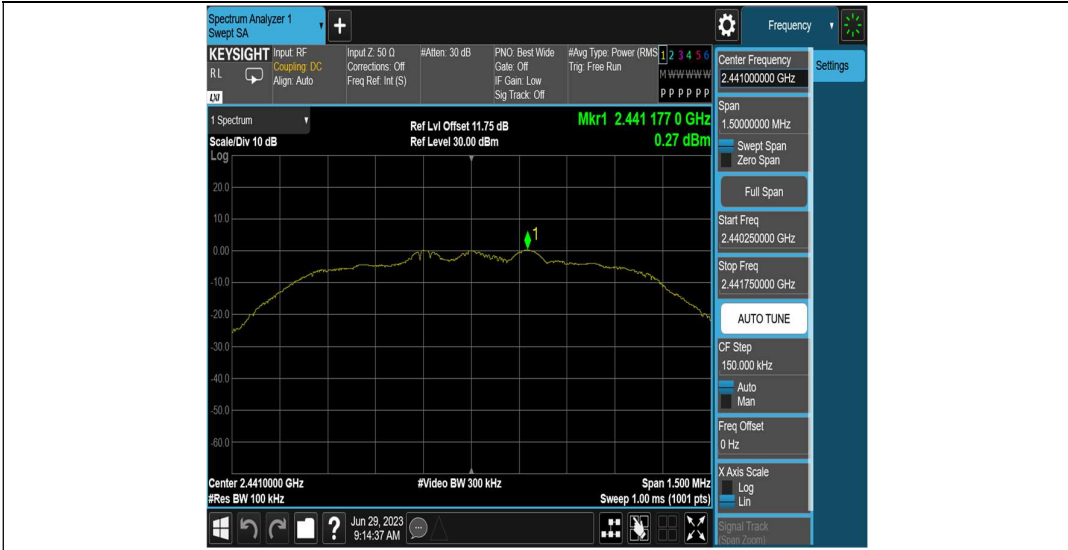 Spectrum Analyzer 1
Swept SA
Frequency
KEYSIGHT
Input: RF
Coupling: DC
Align: Auto
R L
LXI
Input Z: 50 Ω
Corrections: Off
Freq Ref: Int (S)
#Atten: 30 dB
PNO: Best Wide
Gate: Off
IF Gain: Low
Sig Track: Off
#Avg Type: Power (RMS
Trig: Free Run
1 2 3 4 5 6
M W W W W W
P P P P P P
1 Spectrum
Scale/Div 10 dB
Log
Ref Lvl Offset 11.75 dB
Ref Level 30.00 dBm
Mkr1 2.441 177 0 GHz
0.27 dBm
20.0
10.0
0.00
-10.0
-20.0
-30.0
-40.0
-50.0
-60.0
1
Center 2.4410000 GHz
#Res BW 100 kHz
#Video BW 300 kHz
Span 1.500 MHz
Sweep 1.00 ms (1001 pts)
Jun 29, 2023
9:14:37 AM
Center Frequency
2.441000000 GHz
Settings
Span
1.50000000 MHz
Swept Span
Zero Span
Full Span
Start Freq
2.440250000 GHz
Stop Freq
2.441750000 GHz
AUTO TUNE
CF Step
150.000 kHz
Auto
Man
Freq Offset
0 Hz
X Axis Scale
Log
Lin
Signal Track
(Span Zoom)